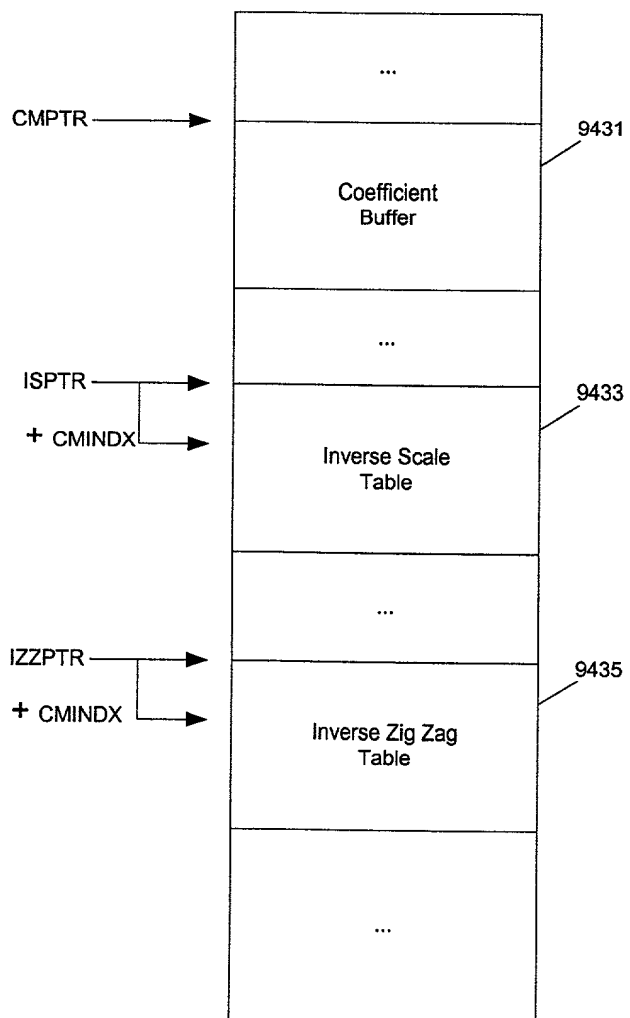 ...
CMPTR
9431
Coefficient
Buffer
...
ISPTR
9433
+ CMINDX
Inverse Scale
Table
...
IZZPTR
9435
+ CMINDX
Inverse Zig Zag
Table
...